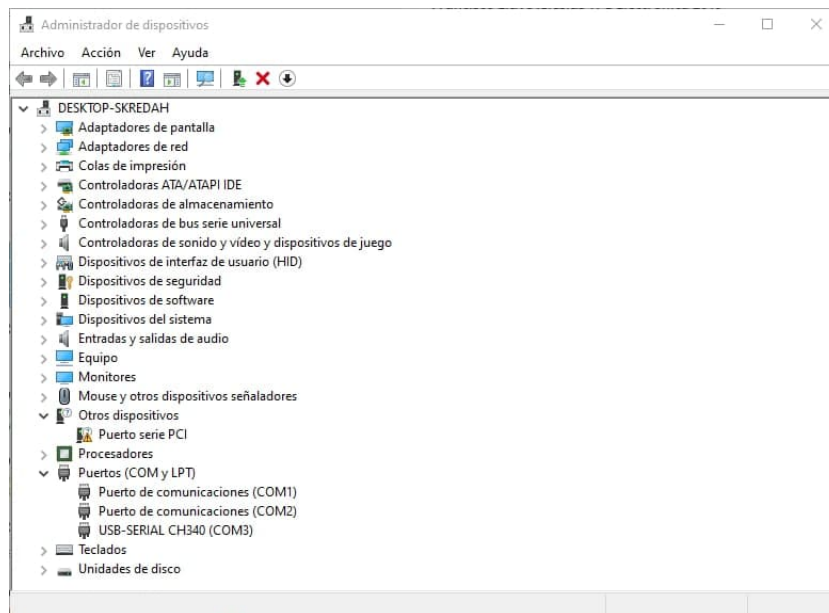 Administrador de dispositivos
Archivo Acción Ver Ayuda
DESKTOP-SKREDAH
Adaptadores de pantalla
Adaptadores de red
Colas de impresión
Controladoras ATA/ATAPI IDE
Controladoras de almacenamiento
Controladoras de bus serie universal
Controladoras de sonido y vídeo y dispositivos de juego
Dispositivos de interfaz de usuario (HID)
Dispositivos de seguridad
Dispositivos de software
Dispositivos del sistema
Entradas y salidas de audio
Equipo
Monitores
Mouse y otros dispositivos señaladores
Otros dispositivos
Puerto serie PCI
Procesadores
Puertos (COM y LPT)
Puerto de comunicaciones (COM1)
Puerto de comunicaciones (COM2)
USB-SERIAL CH340 (COM3)
Teclados
Unidades de disco